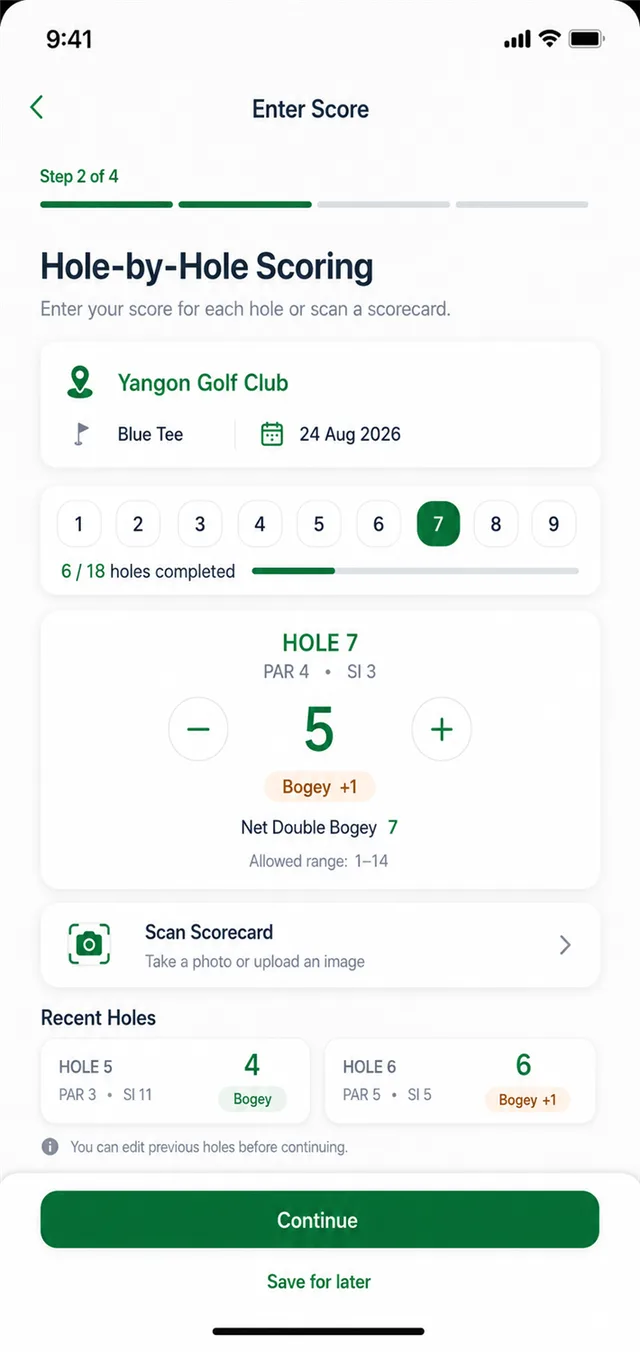 9:41
Enter Score
Step 2 of 4
Hole-by-Hole Scoring
Enter your score for each hole or scan a scorecard.
Yangon Golf Club
Blue Tee 24 Aug 2026
1 2 3 4 5 6 7 8 9
6 / 18 holes completed
HOLE 7
PAR 4 • SI 3
− 5 +
Bogey +1
Net Double Bogey 7
Allowed range: 1–14
Scan Scorecard
Take a photo or upload an image
Recent Holes
HOLE 5 4
PAR 3 • SI 11 Bogey
HOLE 6 6
PAR 5 • SI 5 Bogey +1
You can edit previous holes before continuing.
Continue
Save for later